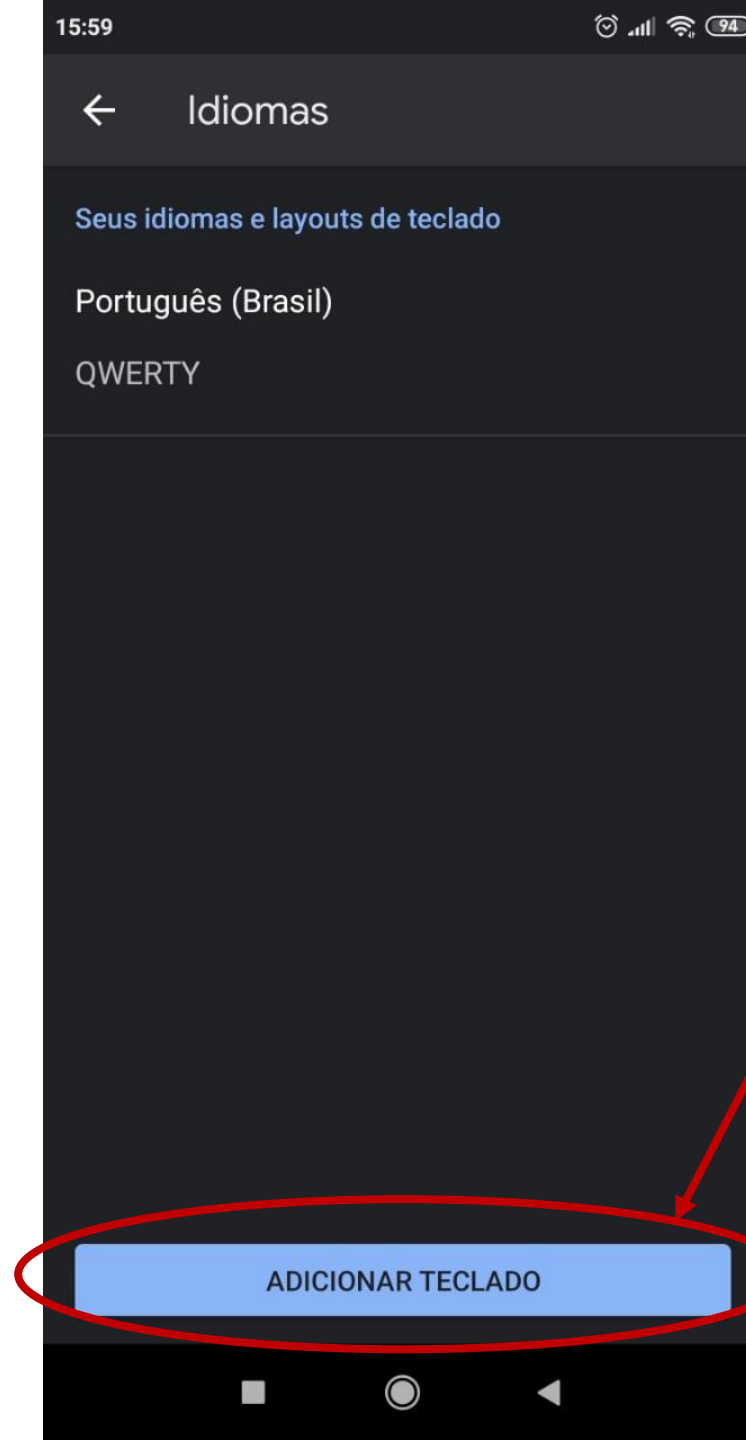 15:59
94
Idiomas
Seus idiomas e layouts de teclado
Português (Brasil)
QWERTY
ADICIONAR TECLADO